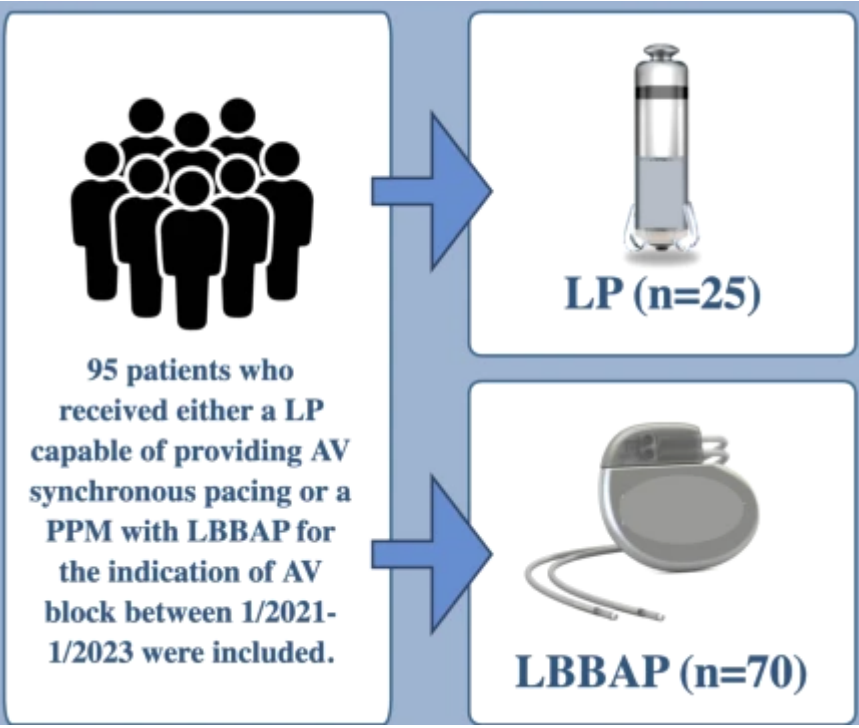 95 patients who
received either a LP
capable of providing AV
synchronous pacing or a
PPM with LBBAP for
the indication of AV
block between 1/2021-
1/2023 were included.
LP (n=25)
LBBAP (n=70)